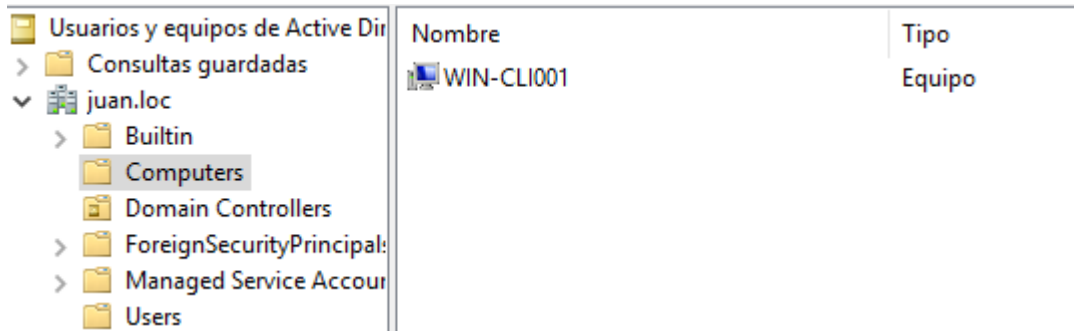 Usuarios y equipos de Active Dir
Consultas guardadas
juan.loc
Builtin
Computers
Domain Controllers
ForeignSecurityPrincipals
Managed Service Accour
Users
Nombre Tipo
WIN-CLI001 Equipo